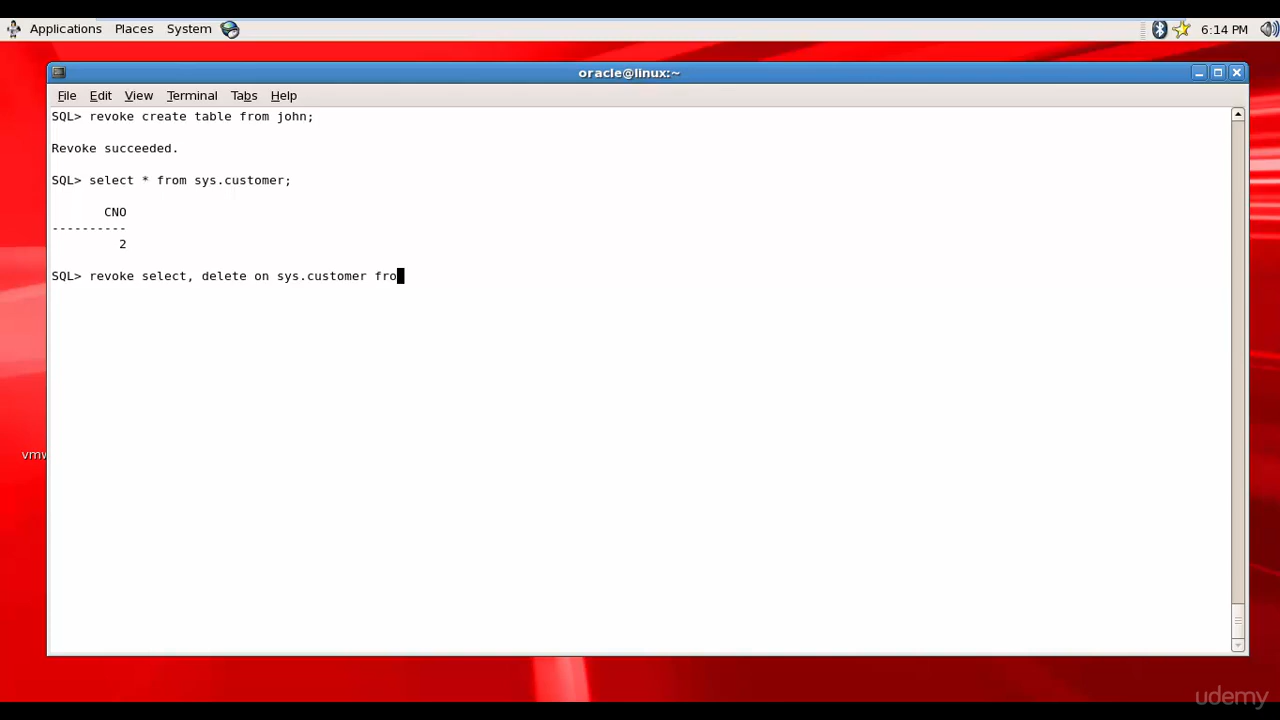 Applications Places System 6:14 PM
oracle@linux:~
File Edit View Terminal Tabs Help
SQL> revoke create table from john;
Revoke succeeded.
SQL> select * from sys.customer;
CNO
----------
2
SQL> revoke select, delete on sys.customer fro
vmw
udemy